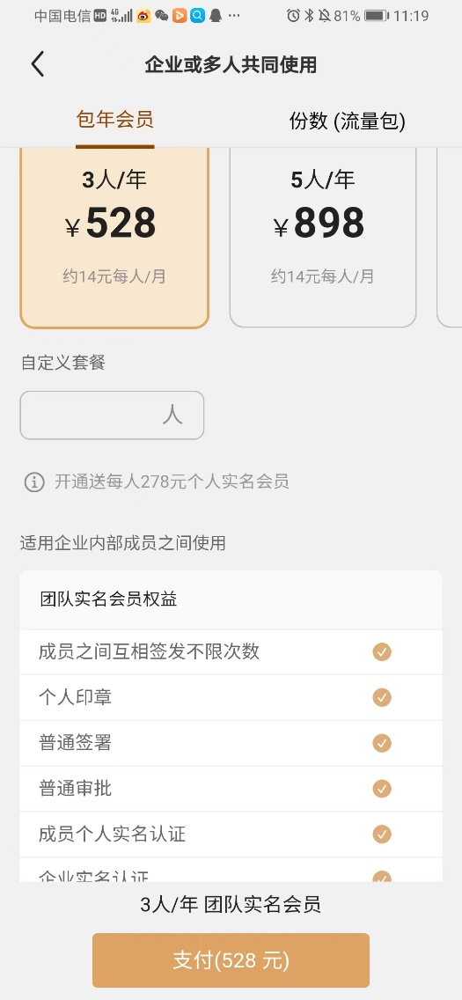 中国电信 HD 4G 81% 11:19
企业或多人共同使用
包年会员 份数 (流量包)
3人/年 5人/年
¥528 ¥898
约14元每人/月 约14元每人/月
自定义套餐
人
开通送每人278元个人实名会员
适用企业内部成员之间使用
团队实名会员权益
成员之间互相签发不限次数
个人印章
普通签署
普通审批
成员个人实名认证
企业实名认证
3人/年 团队实名会员
支付(528 元)